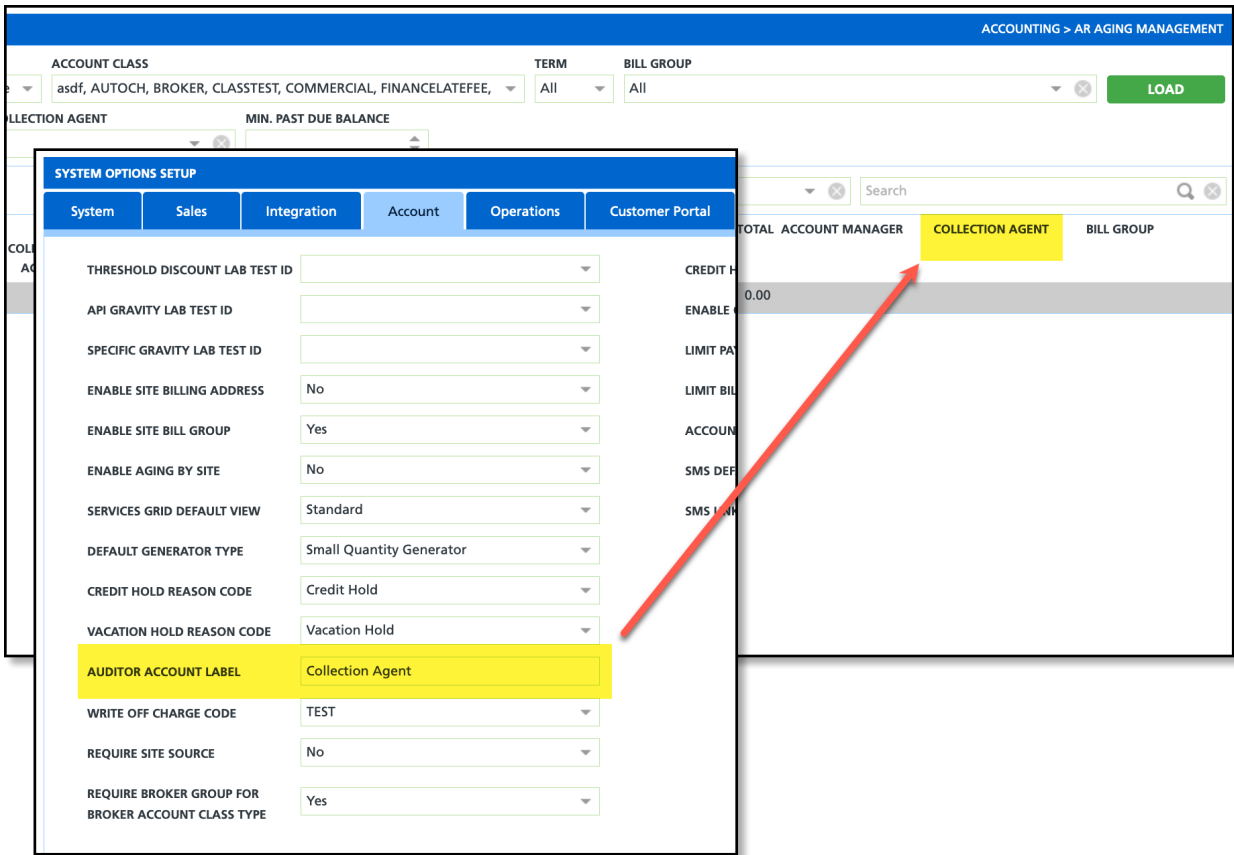 ACCOUNTING > AR AGING MANAGEMENT
ACCOUNT CLASS
TERM
BILL GROUP
asdf, AUTOCH, BROKER, CLASSTEST, COMMERCIAL, FINANCELATEFEE,
All
All
LOAD
LLECTION AGENT
MIN. PAST DUE BALANCE
Search
TOTAL
ACCOUNT MANAGER
COLLECTION AGENT
BILL GROUP
COLL
AG
0.00
SYSTEM OPTIONS SETUP
System
Sales
Integration
Account
Operations
Customer Portal
THRESHOLD DISCOUNT LAB TEST ID
CREDIT H
API GRAVITY LAB TEST ID
ENABLE
SPECIFIC GRAVITY LAB TEST ID
LIMIT PA
ENABLE SITE BILLING ADDRESS
No
LIMIT BIL
ENABLE SITE BILL GROUP
Yes
ACCOUN
ENABLE AGING BY SITE
No
SMS DEF
SERVICES GRID DEFAULT VIEW
Standard
SMS LINK
DEFAULT GENERATOR TYPE
Small Quantity Generator
CREDIT HOLD REASON CODE
Credit Hold
VACATION HOLD REASON CODE
Vacation Hold
AUDITOR ACCOUNT LABEL
Collection Agent
WRITE OFF CHARGE CODE
TEST
REQUIRE SITE SOURCE
No
REQUIRE BROKER GROUP FOR
BROKER ACCOUNT CLASS TYPE
Yes